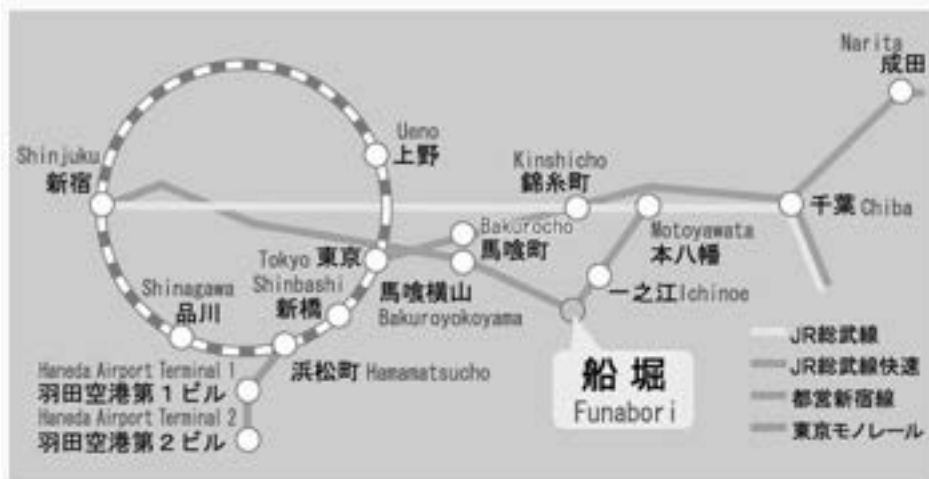 Narita
成田
Ueno
上野
Shinjuku
新宿
Kinshicho
錦糸町
千葉 Chiba
Bakurocho
馬喰町
Motoyawata
本八幡
Tokyo 東京
Shinbashi
新橋
Shinagawa
品川
馬喰横山
Bakuroyokoyama
一之江 Ichinoe
船堀
Funabori
浜松町 Hamamatsucho
Haneda Airport Terminal 1
羽田空港第1ビル
Haneda Airport Terminal 2
羽田空港第2ビル
JR総武線
JR総武線快速
都営新宿線
東京モノレール